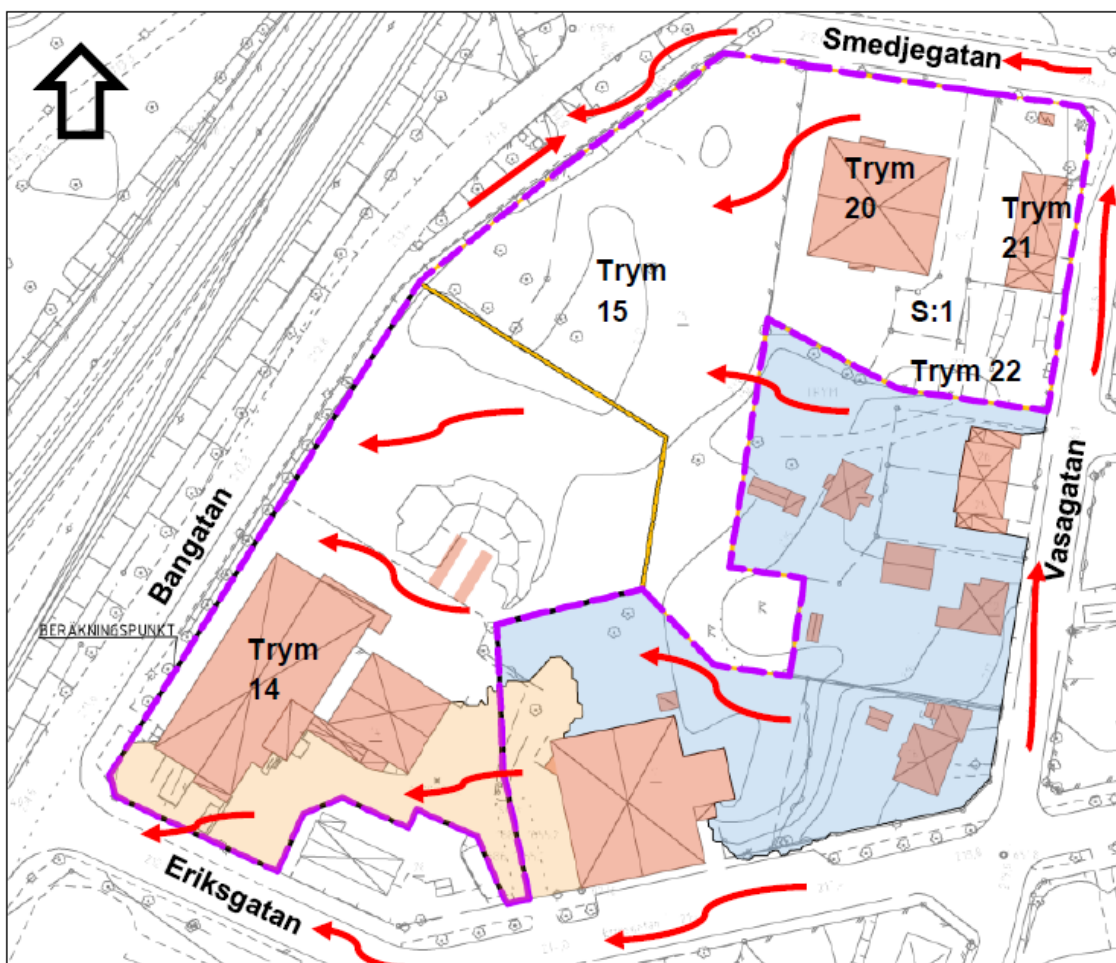 Smedjegatan
Trym
20
Trym
21
Trym
15
S:1
Trym 22
Vasagatan
Bangatan
BERÄKNINGSPUNKT
Trym
14
Eriksgatan